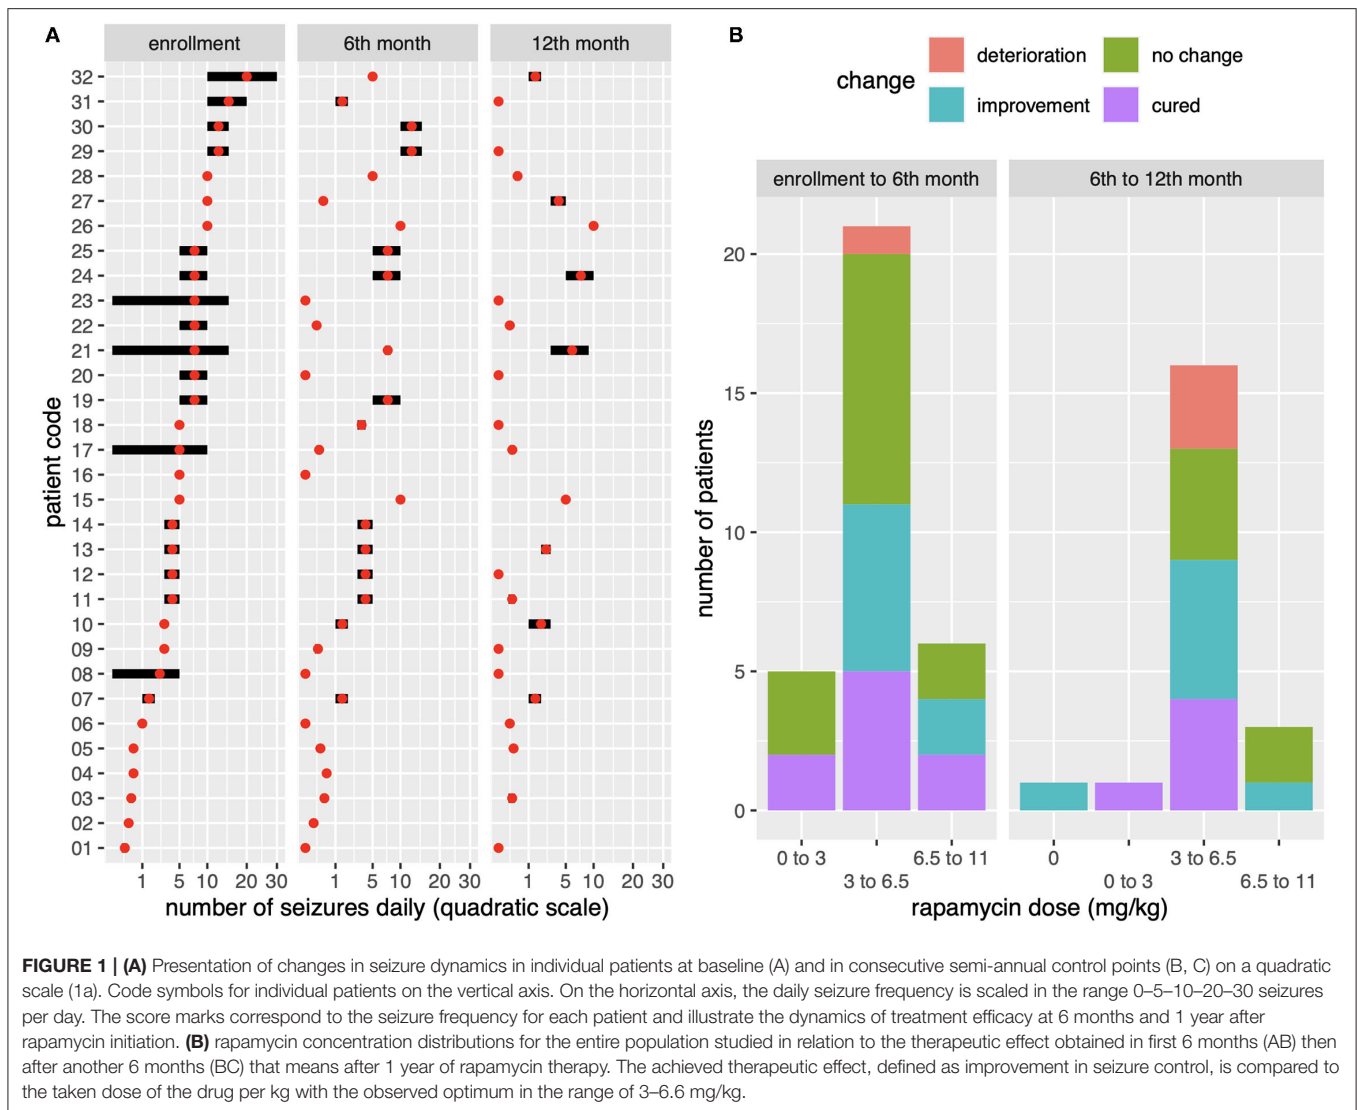 A
enrollment
6th month
12th month
patient code
32
31
30
29
28
27
26
25
24
23
22
21
20
19
18
17
16
15
14
13
12
11
10
09
08
07
06
05
04
03
02
01
1 5 10 20 30
1 5 10 20 30
1 5 10 20 30
number of seizures daily (quadratic scale)
B
change
deterioration
no change
improvement
cured
enrollment to 6th month
6th to 12th month
number of patients
20
15
10
5
0
0 to 3
3 to 6.5
6.5 to 11
0
0 to 3
3 to 6.5
6.5 to 11
rapamycin dose (mg/kg)
FIGURE 1 | (A) Presentation of changes in seizure dynamics in individual patients at baseline (A) and in consecutive semi-annual control points (B, C) on a quadratic
scale (1a). Code symbols for individual patients on the vertical axis. On the horizontal axis, the daily seizure frequency is scaled in the range 0–5–10–20–30 seizures
per day. The score marks correspond to the seizure frequency for each patient and illustrate the dynamics of treatment efficacy at 6 months and 1 year after
rapamycin initiation. (B) rapamycin concentration distributions for the entire population studied in relation to the therapeutic effect obtained in first 6 months (AB) then
after another 6 months (BC) that means after 1 year of rapamycin therapy. The achieved therapeutic effect, defined as improvement in seizure control, is compared to
the taken dose of the drug per kg with the observed optimum in the range of 3–6.6 mg/kg.